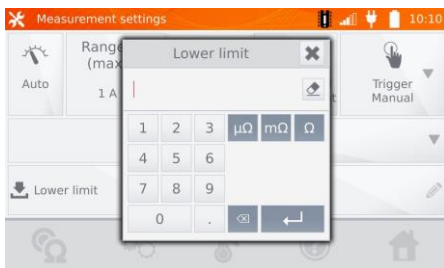 Measurement settings 10:10
Lower limit
Auto
Range
(max
1 A
Trigger
Manual
1 2 3 µΩ mΩ Ω
4 5 6
7 8 9
0 .
Lower limit